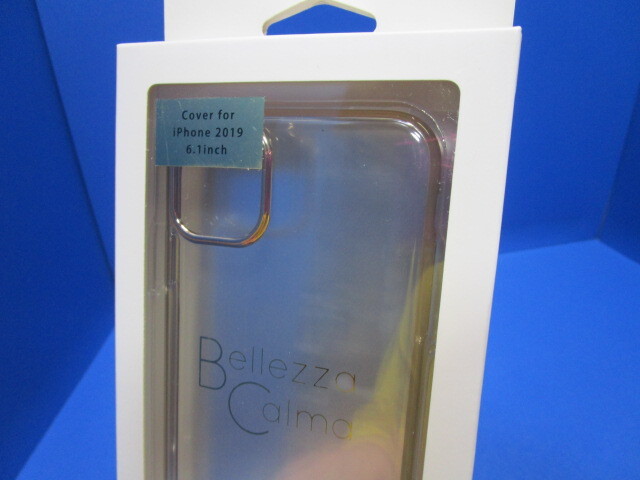 Cover for
iPhone 2019
6.1inch
Bellezza
Calma